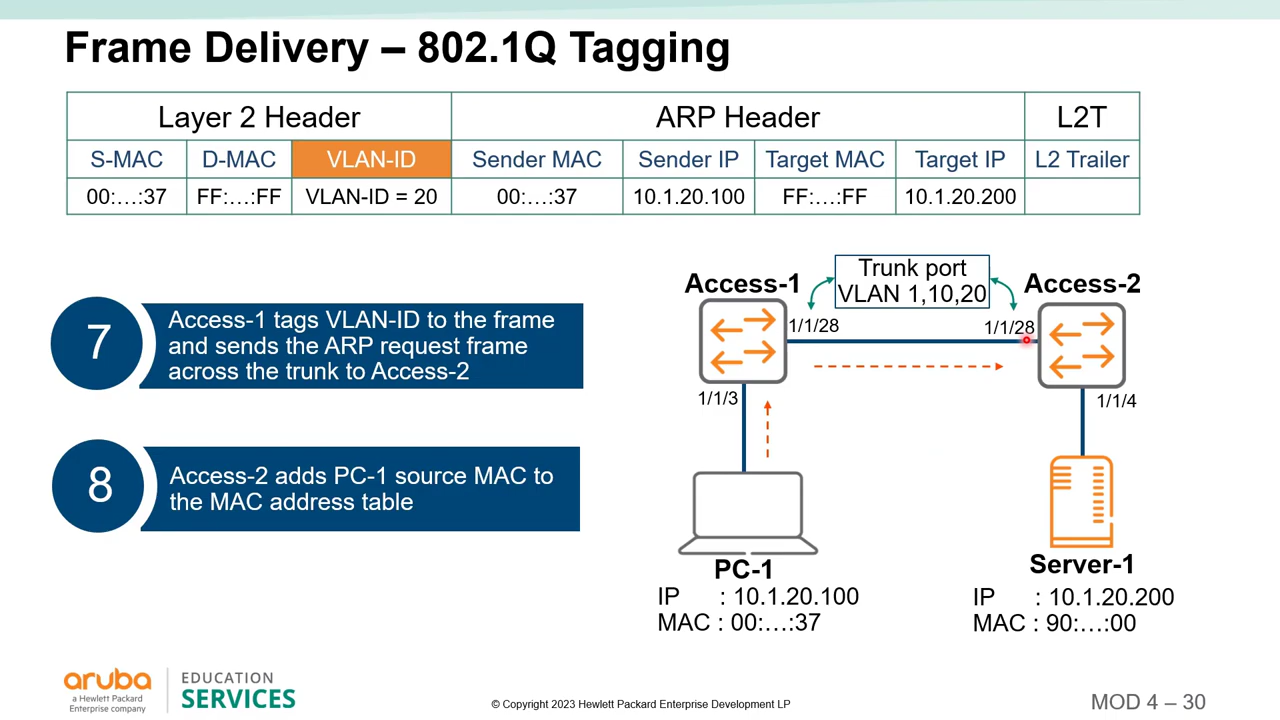 Frame Delivery – 802.1Q Tagging
Layer 2 Header ARP Header L2T
S-MAC D-MAC VLAN-ID Sender MAC Sender IP Target MAC Target IP L2 Trailer
00:…:37 FF:…:FF VLAN-ID = 20 00:…:37 10.1.20.100 FF:…:FF 10.1.20.200
7
Access-1 tags VLAN-ID to the frame
and sends the ARP request frame
across the trunk to Access-2
8
Access-2 adds PC-1 source MAC to
the MAC address table
Access-1
Trunk port
VLAN 1,10,20
Access-2
1/1/28
1/1/28
1/1/3
1/1/4
PC-1
IP : 10.1.20.100
MAC : 00:…:37
Server-1
IP : 10.1.20.200
MAC : 90:…:00
aruba
a Hewlett Packard
Enterprise company
EDUCATION
SERVICES
© Copyright 2023 Hewlett Packard Enterprise Development LP
MOD 4 – 30